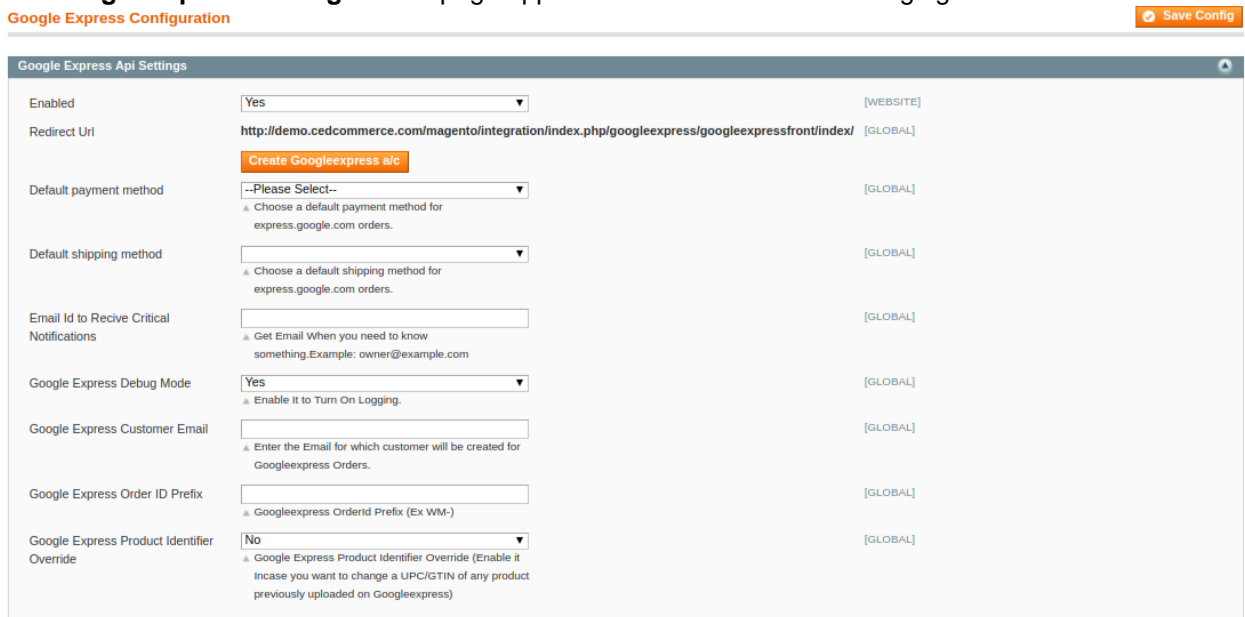 Google Express Configuration
Save Config
Google Express Api Settings
Enabled Yes [WEBSITE]
Redirect Url http://demo.cedcommerce.com/magento/integration/index.php/googleexpress/googleexpressfront/index/ [GLOBAL]
Create Googleexpress a/c
Default payment method --Please Select-- [GLOBAL]
Choose a default payment method for
express.google.com orders.
Default shipping method [GLOBAL]
Choose a default shipping method for
express.google.com orders.
Email Id to Recive Critical [GLOBAL]
Notifications
Get Email When you need to know
something.Example: owner@example.com
Google Express Debug Mode Yes [GLOBAL]
Enable It to Turn On Logging.
Google Express Customer Email [GLOBAL]
Enter the Email for which customer will be created for
Googleexpress Orders.
Google Express Order ID Prefix [GLOBAL]
Googleexpress OrderId Prefix (Ex WM-)
Google Express Product Identifier No [GLOBAL]
Override
Google Express Product Identifier Override (Enable it
Incase you want to change a UPC/GTIN of any product
previously uploaded on Googleexpress)